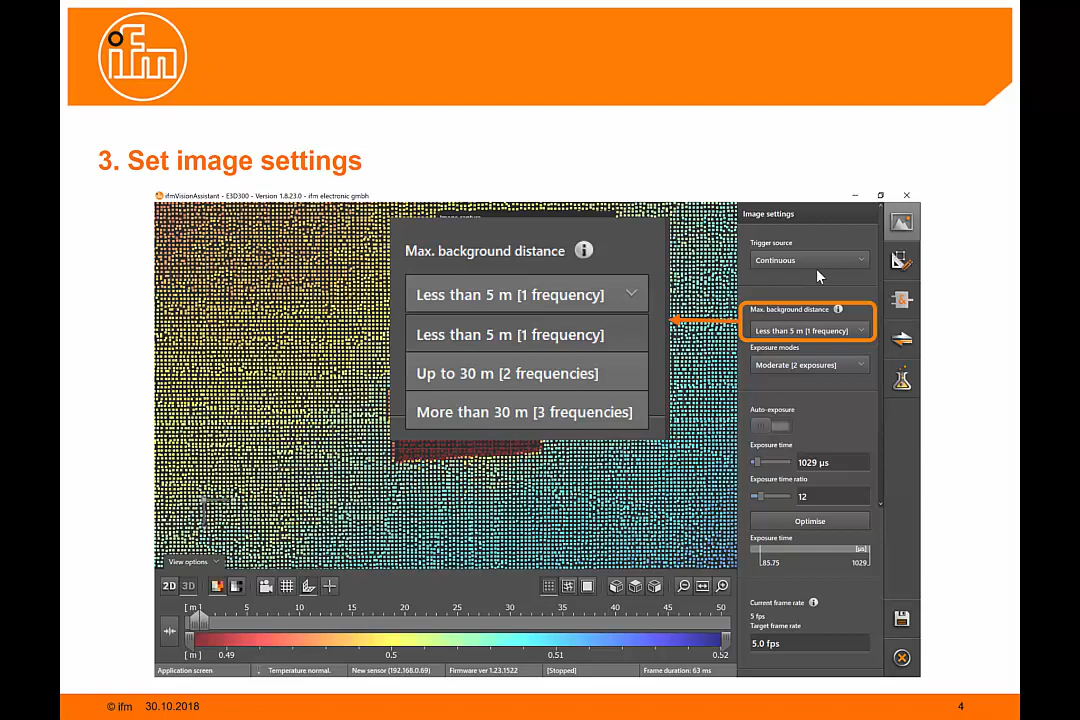 ifm
3. Set image settings
ifmVisionAssistant - E3D300 - Version 1.8.23.0 - ifm electronic gmbh
Max. background distance
Less than 5 m [1 frequency]
Less than 5 m [1 frequency]
Up to 30 m [2 frequencies]
More than 30 m [3 frequencies]
Image settings
Trigger source
Continuous
Max. background distance
Less than 5 m [1 frequency]
Exposure modes
Moderate [2 exposures]
Auto-exposure
Exposure time
1029 µs
Exposure time ratio
12
Optimise
Exposure time [µs]
85.75 1029
Current frame rate
5 fps
Target frame rate
5.0 fps
View options
2D 3D
[ m ] 5 10 15 20 25 30 35 40 45 50
[ m ] 0.49 0.5 0.51 0.52
Application screen Temperature normal. New sensor (192.168.0.69) Firmware ver 1.23.1522 [Stopped] Frame duration: 63 ms
© ifm 30.10.2018 4